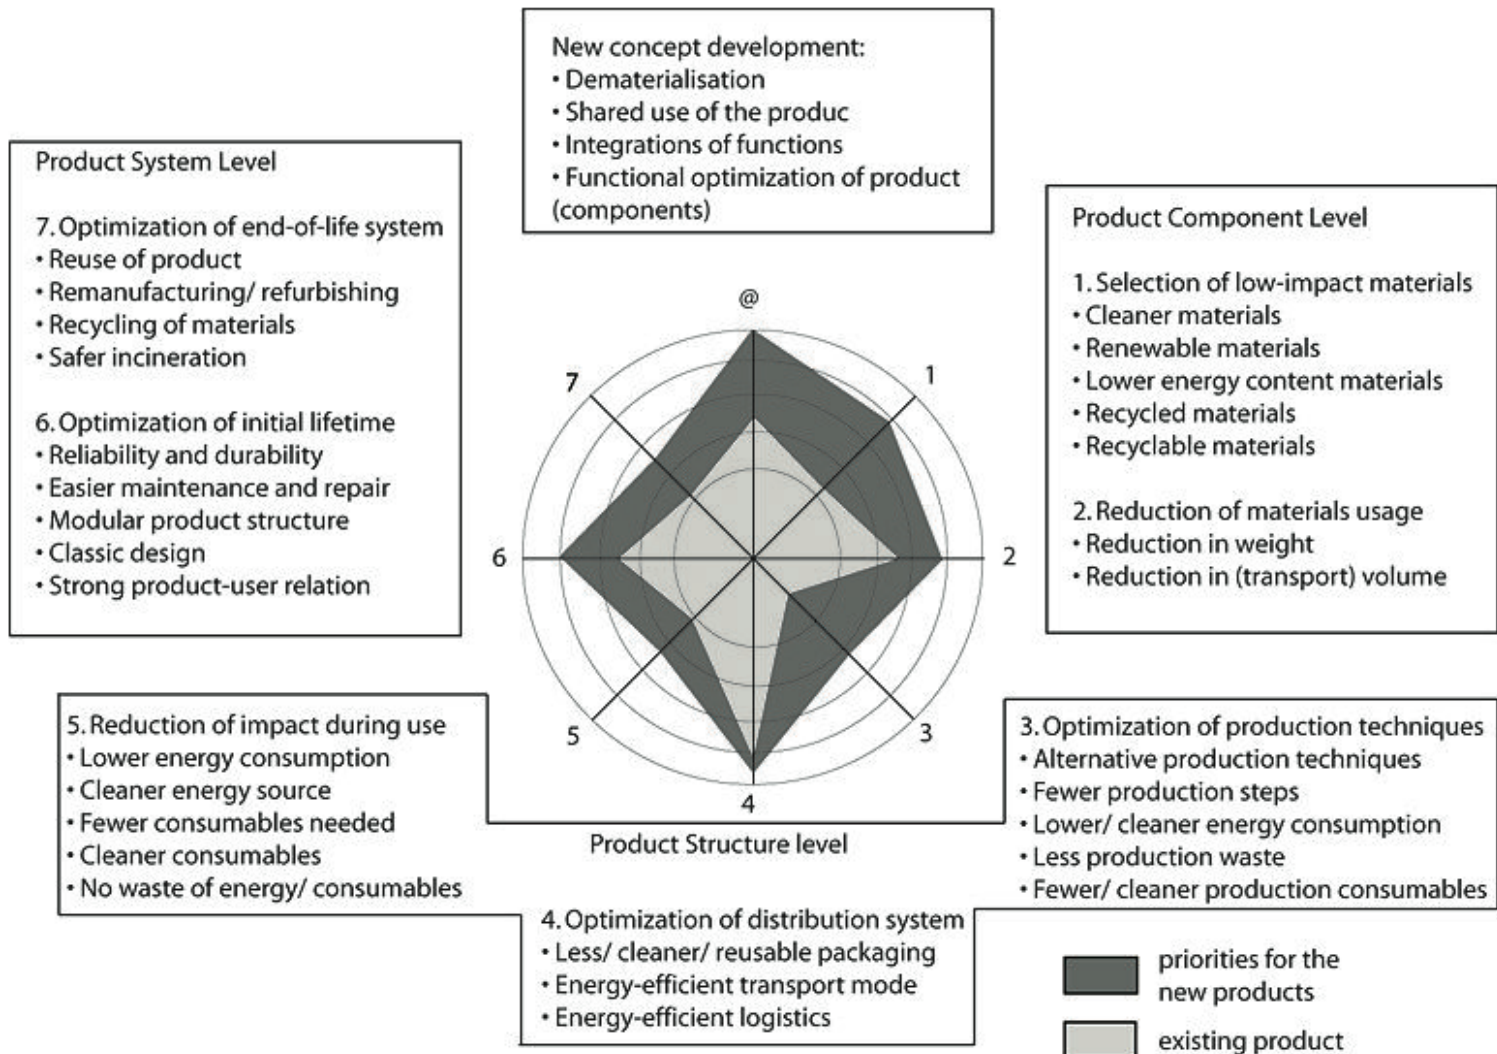 New concept development:
• Dematerialisation
• Shared use of the produc
• Integrations of functions
• Functional optimization of product
(components)
Product System Level
7. Optimization of end-of-life system
• Reuse of product
• Remanufacturing/ refurbishing
• Recycling of materials
• Safer incineration
6. Optimization of initial lifetime
• Reliability and durability
• Easier maintenance and repair
• Modular product structure
• Classic design
• Strong product-user relation
Product Component Level
1. Selection of low-impact materials
• Cleaner materials
• Renewable materials
• Lower energy content materials
• Recycled materials
• Recyclable materials
2. Reduction of materials usage
• Reduction in weight
• Reduction in (transport) volume
@
1
2
3
4
5
6
7
5. Reduction of impact during use
• Lower energy consumption
• Cleaner energy source
• Fewer consumables needed
• Cleaner consumables
• No waste of energy/ consumables
Product Structure level
3. Optimization of production techniques
• Alternative production techniques
• Fewer production steps
• Lower/ cleaner energy consumption
• Less production waste
• Fewer/ cleaner production consumables
4. Optimization of distribution system
• Less/ cleaner/ reusable packaging
• Energy-efficient transport mode
• Energy-efficient logistics
priorities for the
new products
existing product